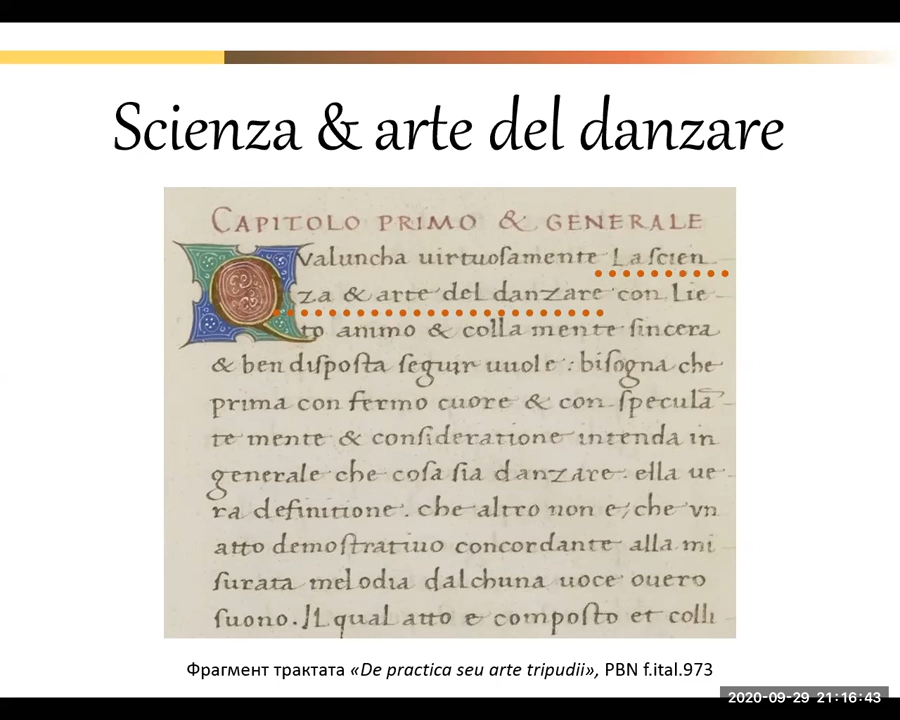 Scienza & arte del danzare
CAPITOLO PRIMO & GENERALE
Qvaluncha uirtuoſamente La ſcien
za & arte del danzare con Lie
to animo & colla mente ſincera
& ben diſpoſta ſeguir uuole : biſogna che
prima con fermo cuore & con ſpeculā
te mente & conſideratione intenda in
generale che coſa ſia danzare. ella ue
ra definitione. che altro non e, che vn
atto demoſtratiuo concordante alla mi
ſurata melodia dalchuna uoce ouero
ſuono. IL qual atto e compoſto et colli
Фрагмент трактата «De practica seu arte tripudii», PBN f.ital.973
2020-09-29 21:16:43